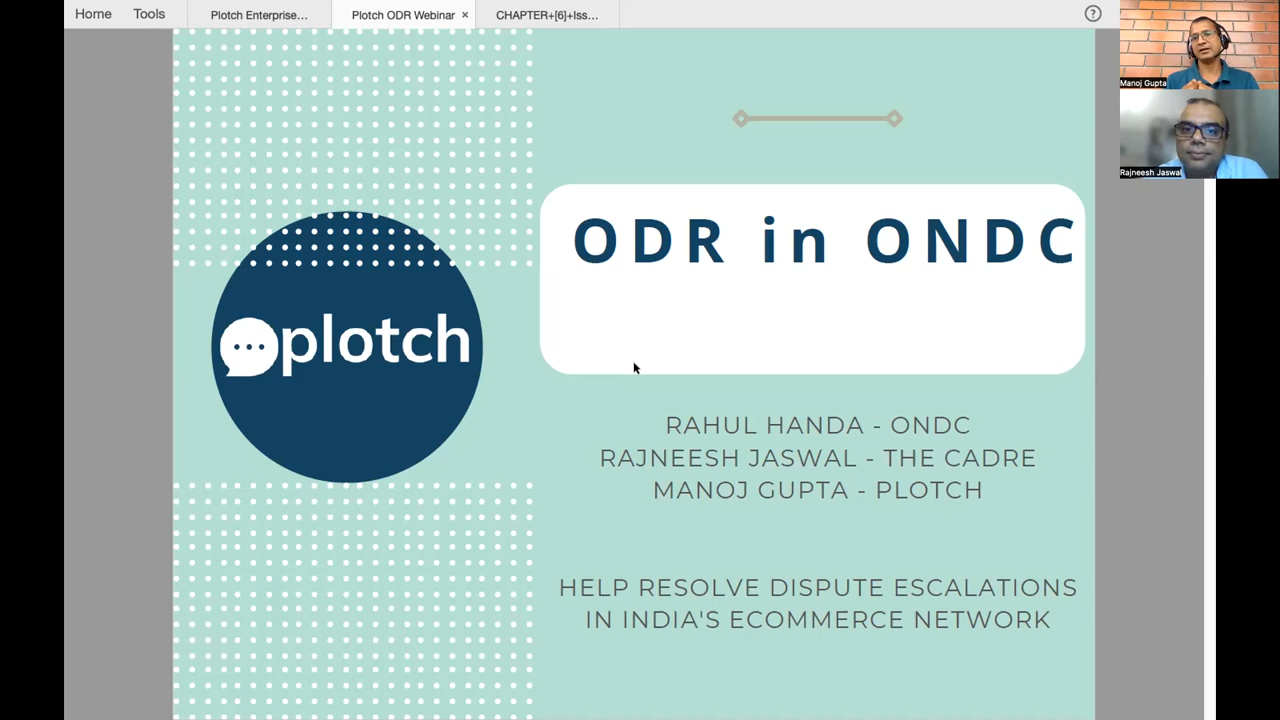 Home Tools Plotch Enterprise... Plotch ODR Webinar × CHAPTER+[6]+Iss... ?
Manoj Gupta
Rajneesh Jaswal
ODR in ONDC
plotch
RAHUL HANDA - ONDC
RAJNEESH JASWAL - THE CADRE
MANOJ GUPTA - PLOTCH
HELP RESOLVE DISPUTE ESCALATIONS
IN INDIA'S ECOMMERCE NETWORK